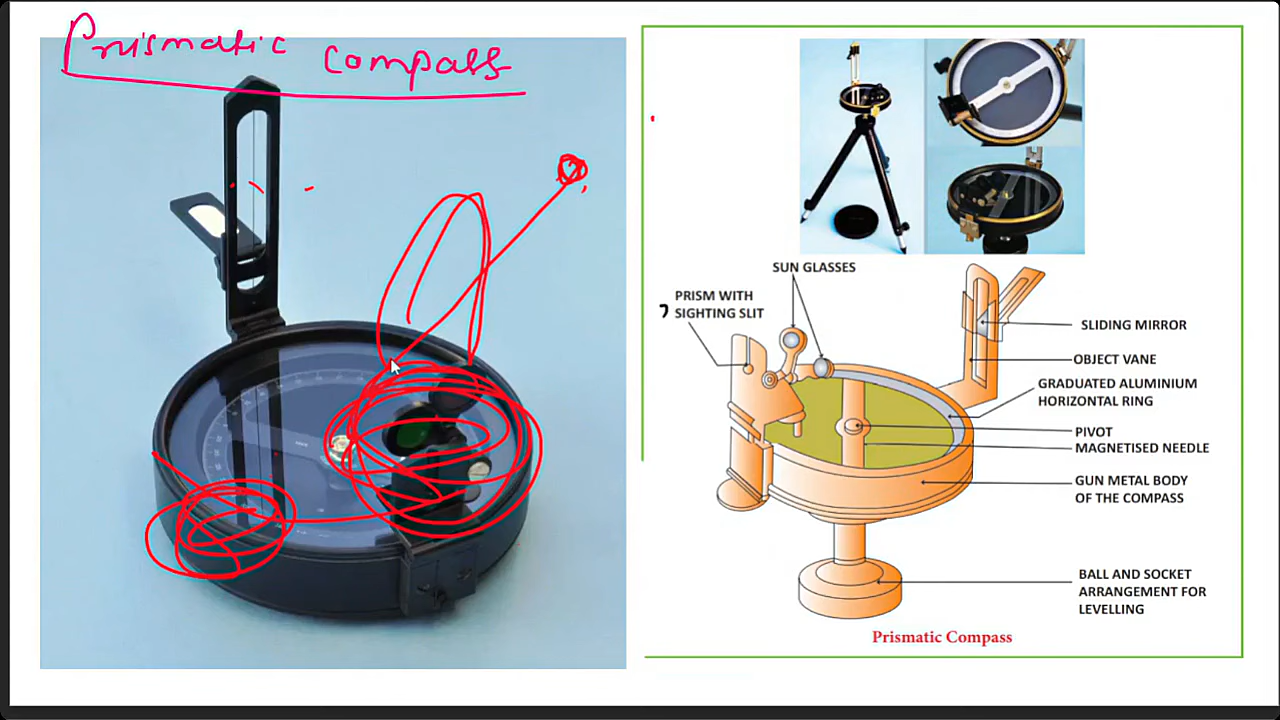 Prismatic Compass
SUN GLASSES
PRISM WITH
SIGHTING SLIT
SLIDING MIRROR
OBJECT VANE
GRADUATED ALUMINIUM
HORIZONTAL RING
PIVOT
MAGNETISED NEEDLE
GUN METAL BODY
OF THE COMPASS
BALL AND SOCKET
ARRANGEMENT FOR
LEVELLING
Prismatic Compass